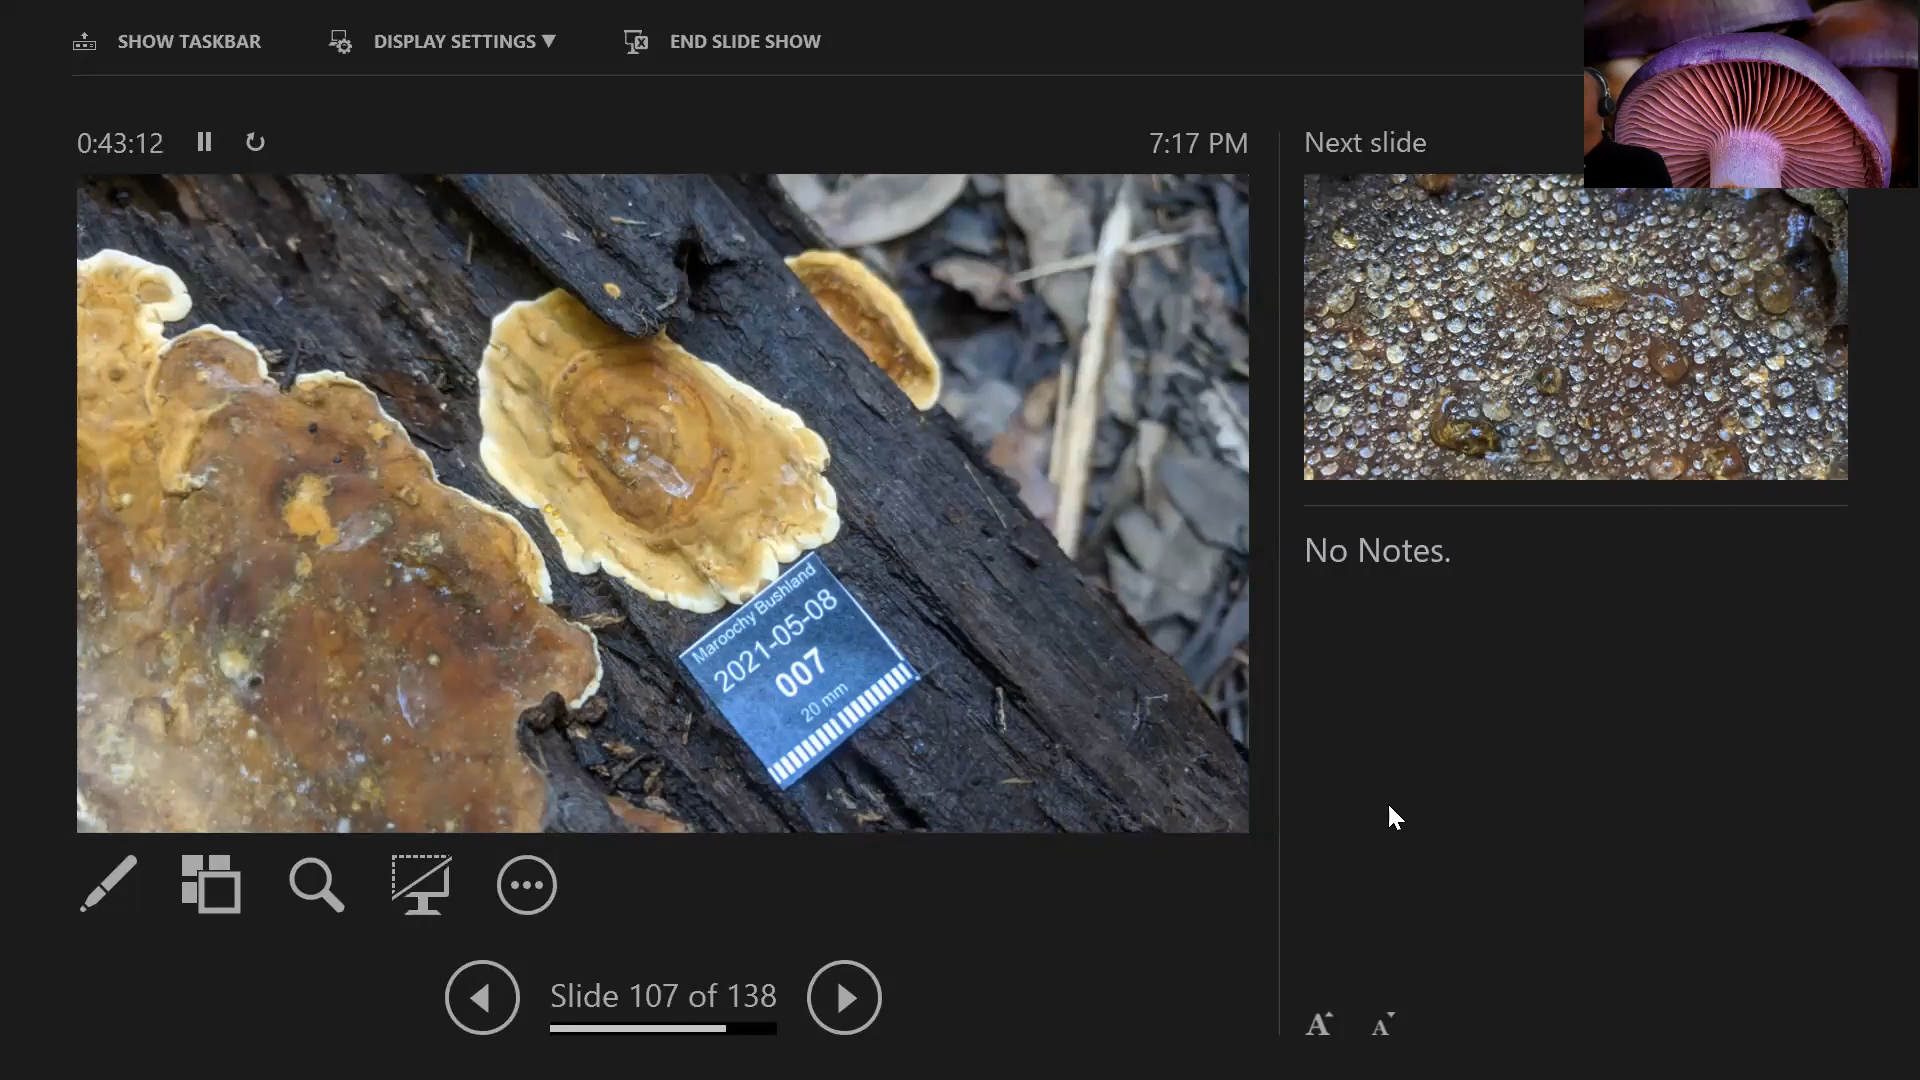 SHOW TASKBAR
DISPLAY SETTINGS ▼
END SLIDE SHOW
0:43:12
7:17 PM
Next slide
Maroochy Bushland
2021-05-08
007
20 mm
No Notes.
Slide 107 of 138
A
A